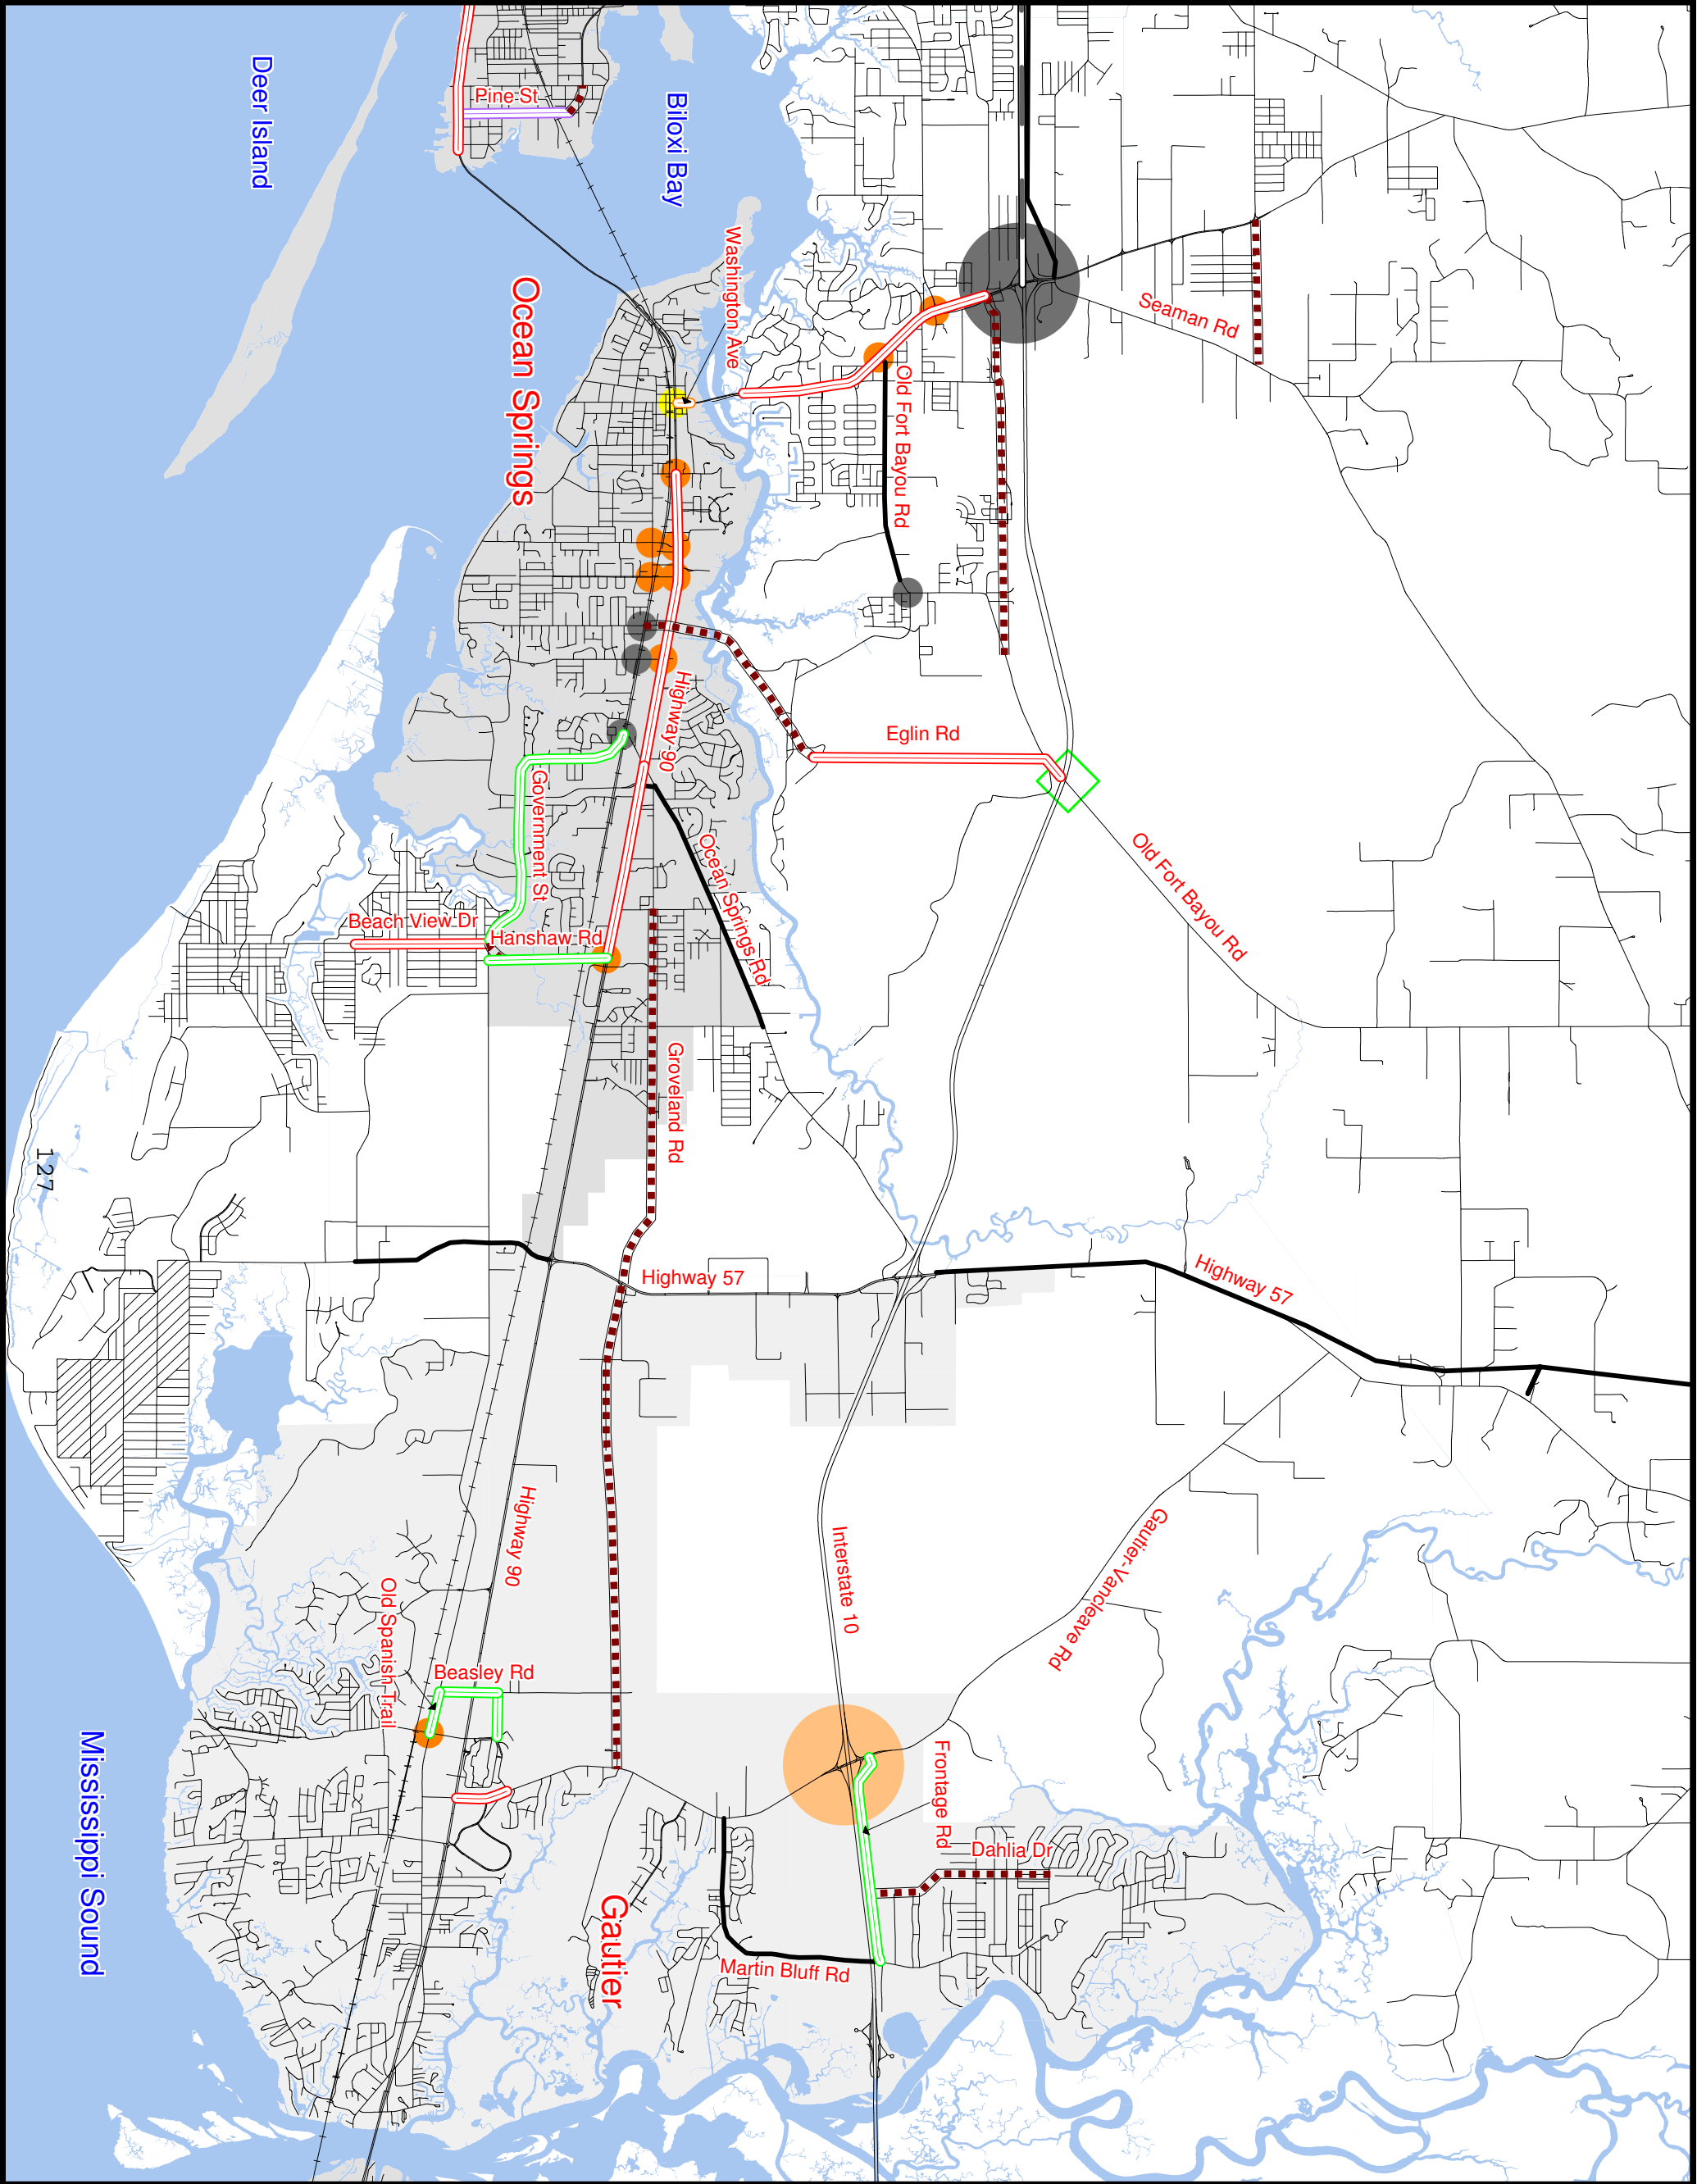 Deer Island
Pine St
Biloxi Bay
Washington Ave
Ocean Springs
Seaman Rd
Old Fort Bayou Rd
Highway 90
Eglin Rd
Government St
Ocean Springs Rd
Old Fort Bayou Rd
Beach View Dr
Hanshaw Rd
Groveland Rd
127
Highway 57
Highway 57
Highway 90
Interstate 10
Gautier-Vancleave Rd
Old Spanish Trail
Beasley Rd
Frontage Rd
Mississippi Sound
Dahlia Dr
Gautier
Martin Bluff Rd